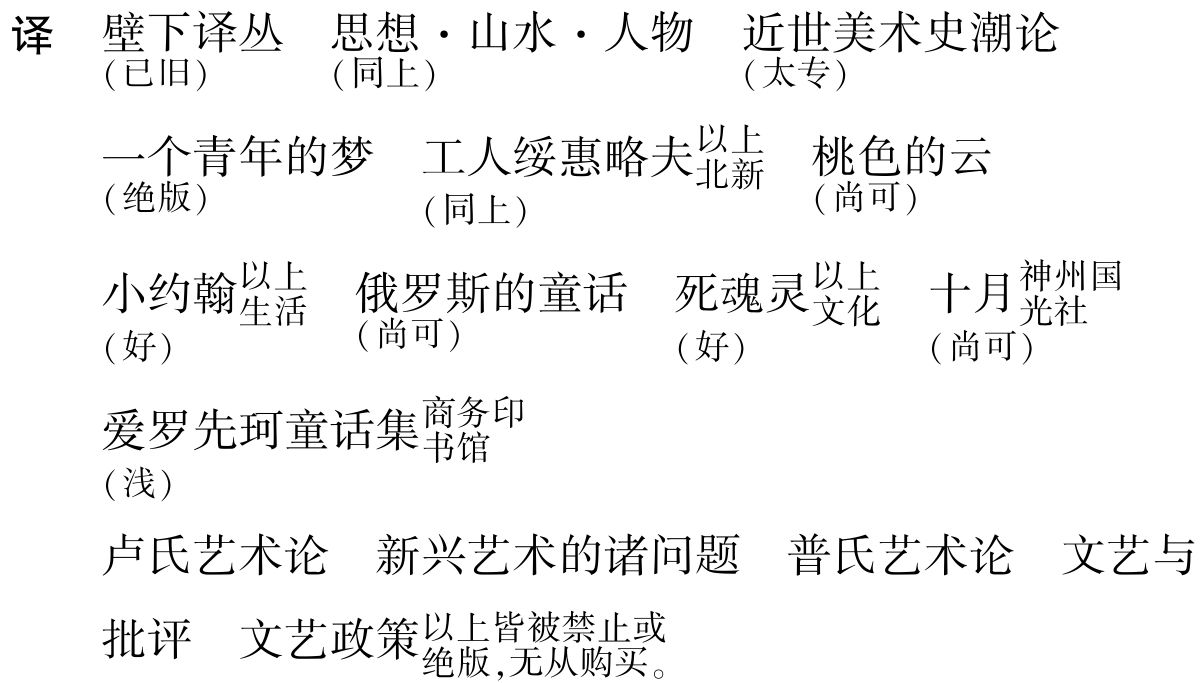 译 壁下译丛 思想·山水·人物 近世美术史潮论
(已旧) (同上) (太专)
一个青年的梦 工人绥惠略夫以上北新 桃色的云
(绝版) (同上) (尚可)
小约翰以上生活 俄罗斯的童话 死魂灵以上文化 十月神州国光社
(好) (尚可) (好) (尚可)
爱罗先珂童话集商务印书馆
(浅)
卢氏艺术论 新兴艺术的诸问题 普氏艺术论 文艺与
批评 文艺政策以上皆被禁止或绝版,无从购买。